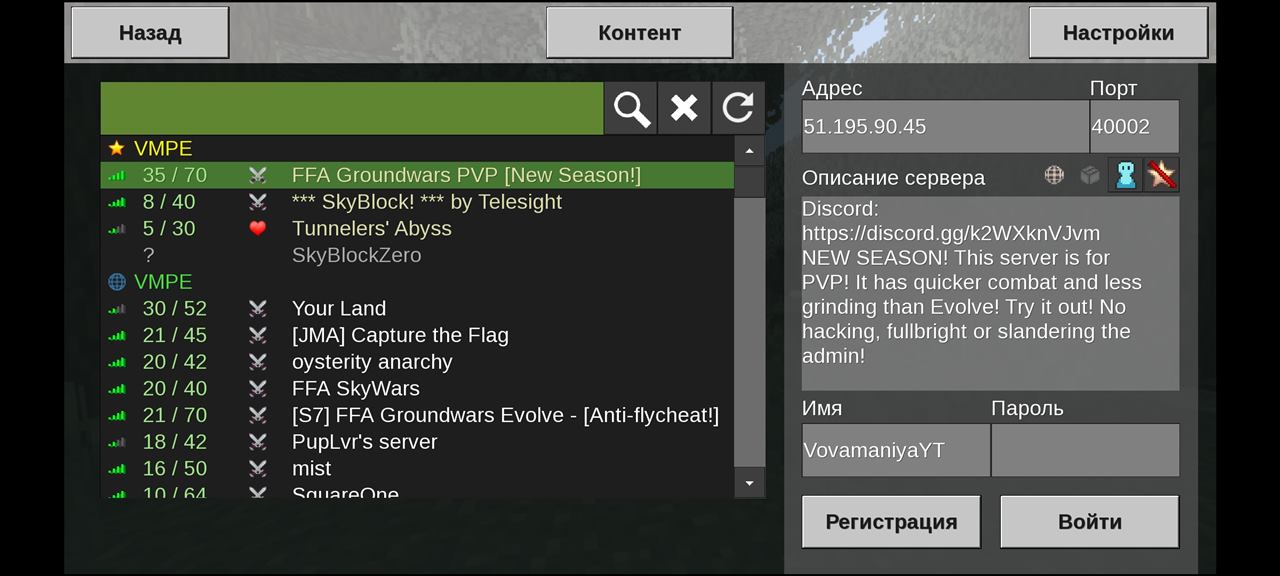 Назад
Контент
Настройки
VMPE
35 / 70 FFA Groundwars PVP [New Season!]
8 / 40 *** SkyBlock! *** by Telesight
5 / 30 Tunnelers' Abyss
? SkyBlockZero
VMPE
30 / 52 Your Land
21 / 45 [JMA] Capture the Flag
20 / 42 oysterity anarchy
20 / 40 FFA SkyWars
21 / 70 [S7] FFA Groundwars Evolve - [Anti-flycheat!]
18 / 42 PupLvr's server
16 / 50 mist
10 / 64 SquareOne
Адрес Порт
51.195.90.45 40002
Описание сервера
Discord:
https://discord.gg/k2WXknVJvm
NEW SEASON! This server is for
PVP! It has quicker combat and less
grinding than Evolve! Try it out! No
hacking, fullbright or slandering the
admin!
Имя Пароль
VovamaniyaYT
Регистрация Войти